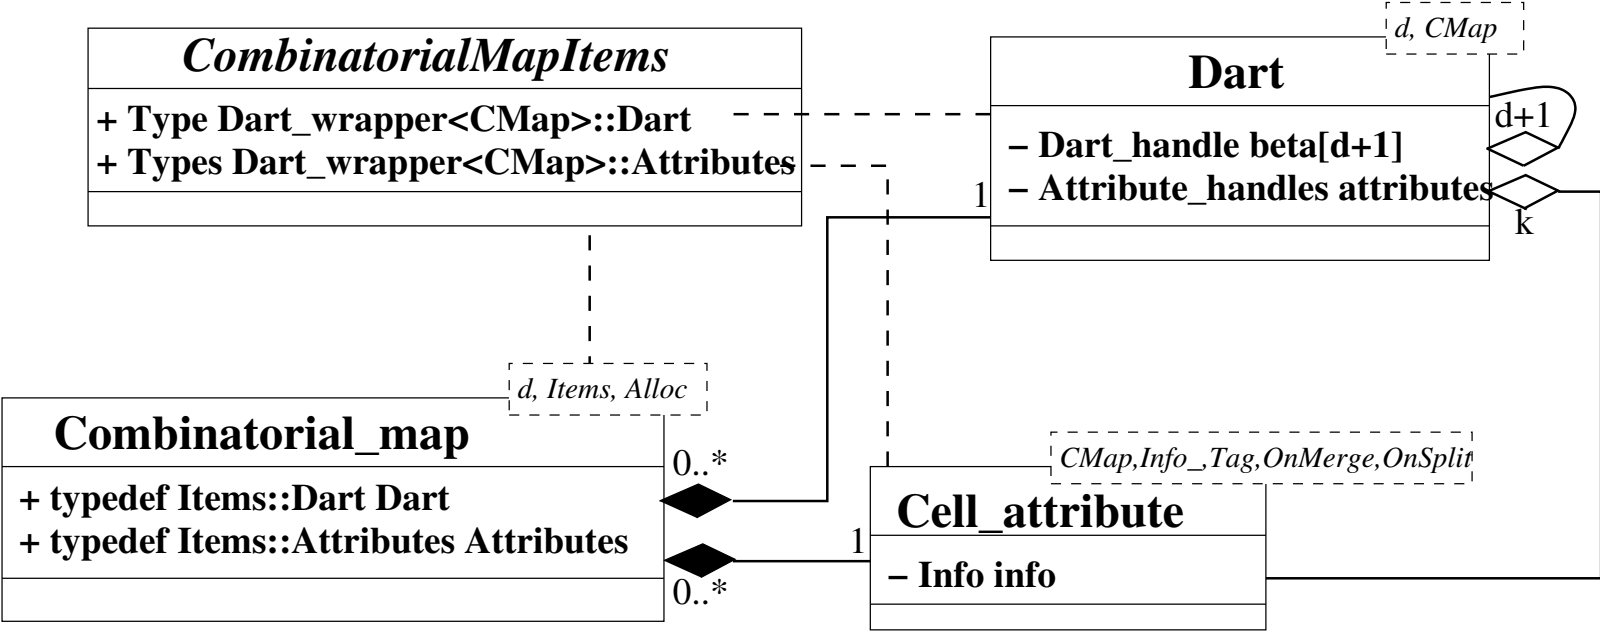 CombinatorialMapItems
+ Type Dart_wrapper<CMap>::Dart
+ Types Dart_wrapper<CMap>::Attributes
d, CMap
Dart
– Dart_handle beta[d+1]
– Attribute_handles attributes
d+1
k
1
d, Items, Alloc
Combinatorial_map
+ typedef Items::Dart Dart
+ typedef Items::Attributes Attributes
0..*
0..*
1
CMap,Info_,Tag,OnMerge,OnSplit
Cell_attribute
– Info info